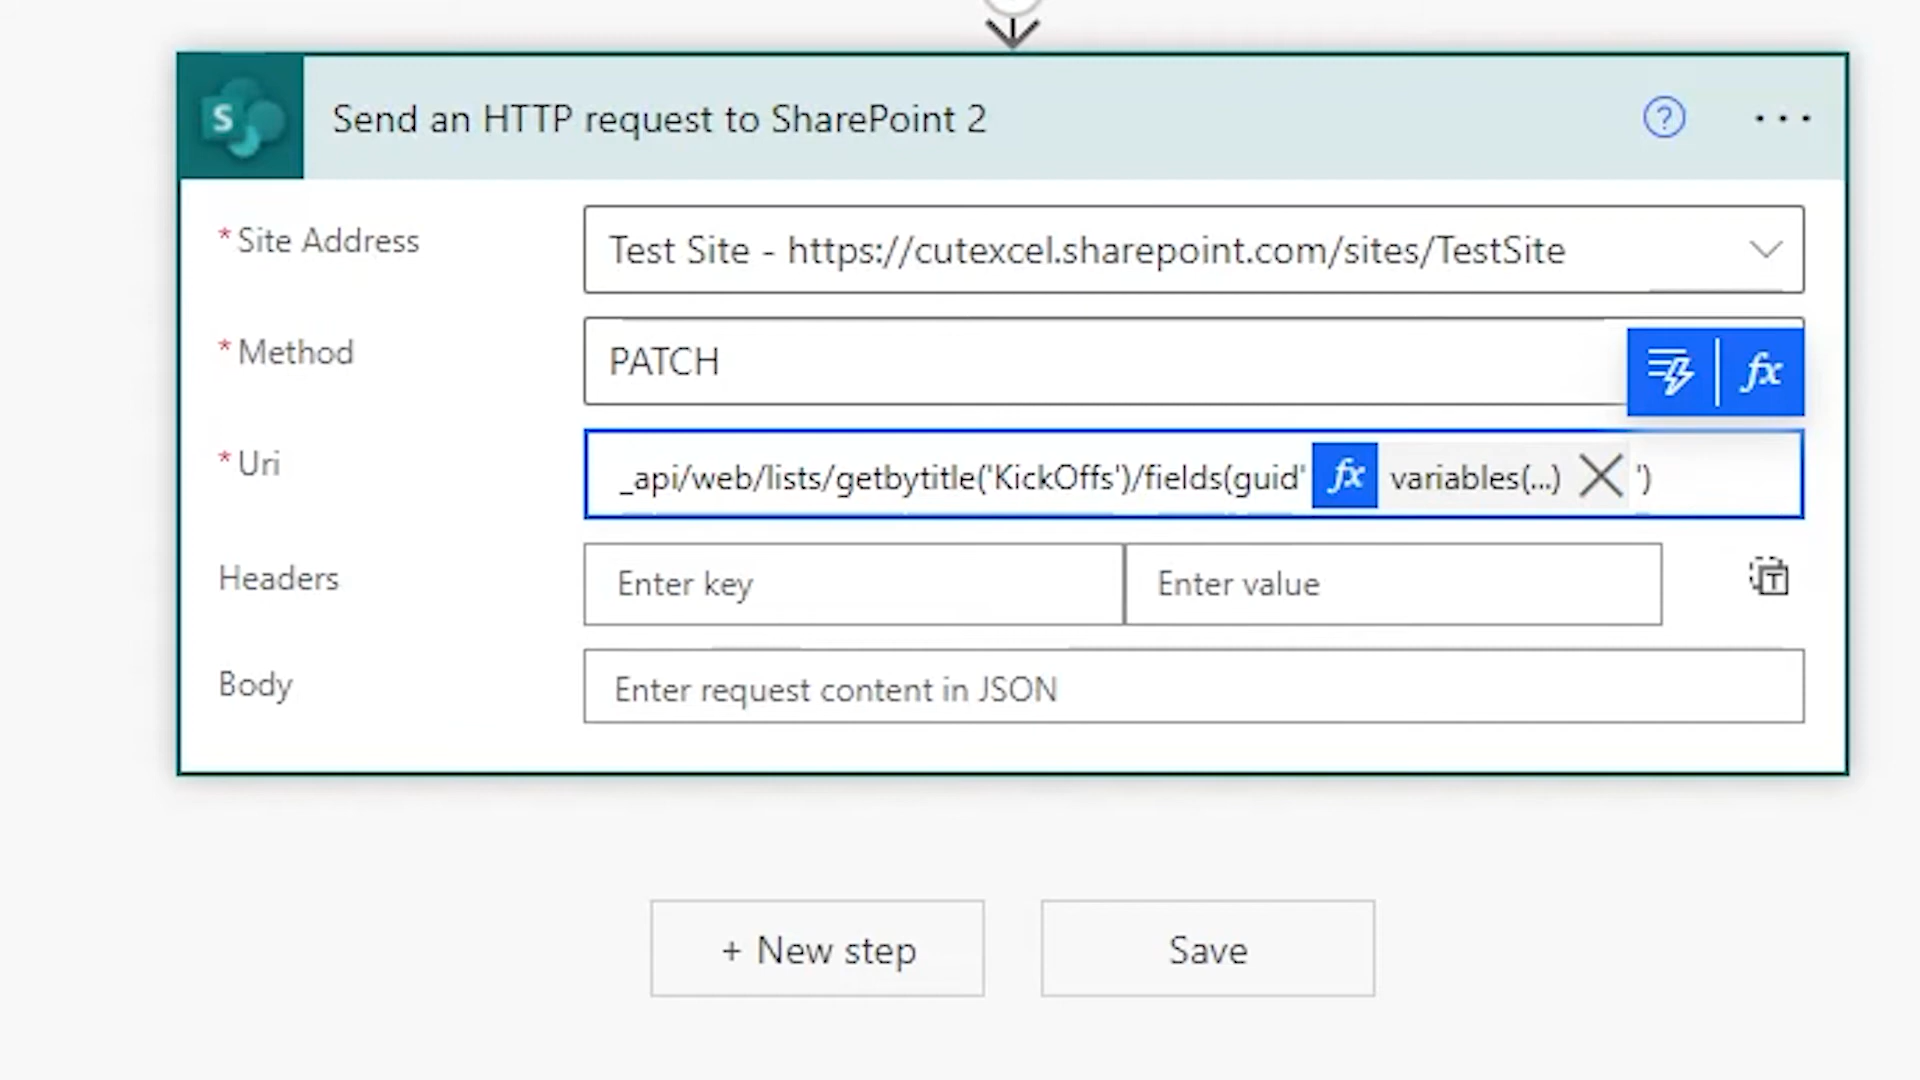 S
Send an HTTP request to SharePoint 2
?
* Site Address
Test Site - https://cutexcel.sharepoint.com/sites/TestSite
* Method
PATCH
fx
* Uri
_api/web/lists/getbytitle('KickOffs')/fields(guid' fx variables(...) ')
Headers
Enter key
Enter value
T
Body
Enter request content in JSON
+ New step
Save